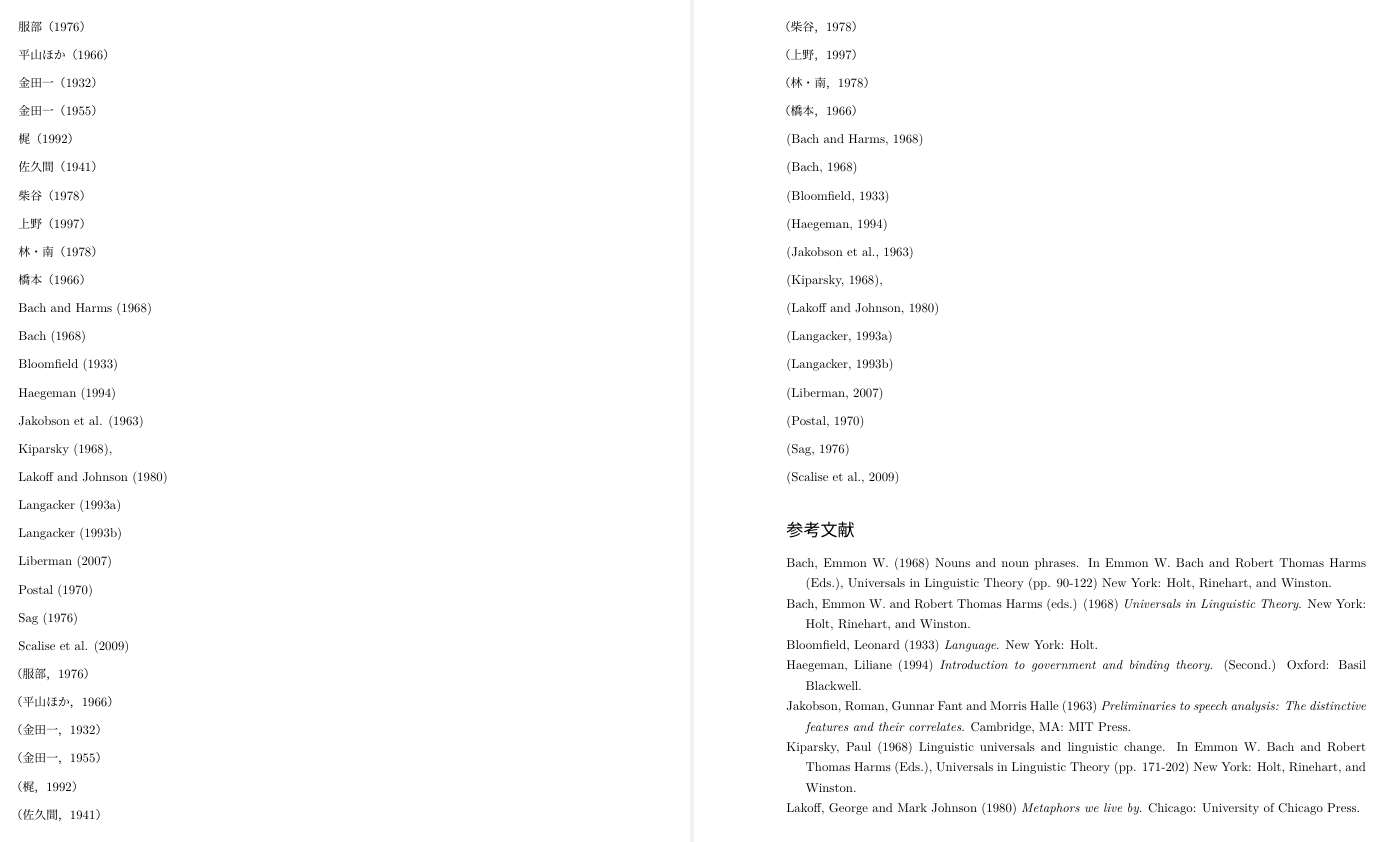 服部（1976）
平山ほか（1966）
金田一（1932）
金田一（1955）
梶（1992）
佐久間（1941）
柴谷（1978）
上野（1997）
林・南（1978）
橋本（1966）
Bach and Harms (1968)
Bach (1968)
Bloomfield (1933)
Haegeman (1994)
Jakobson et al. (1963)
Kiparsky (1968),
Lakoff and Johnson (1980)
Langacker (1993a)
Langacker (1993b)
Liberman (2007)
Postal (1970)
Sag (1976)
Scalise et al. (2009)
（服部，1976）
（平山ほか，1966）
（金田一，1932）
（金田一，1955）
（梶，1992）
（佐久間，1941）
（柴谷，1978）
（上野，1997）
（林・南，1978）
（橋本，1966）
(Bach and Harms, 1968)
(Bach, 1968)
(Bloomfield, 1933)
(Haegeman, 1994)
(Jakobson et al., 1963)
(Kiparsky, 1968),
(Lakoff and Johnson, 1980)
(Langacker, 1993a)
(Langacker, 1993b)
(Liberman, 2007)
(Postal, 1970)
(Sag, 1976)
(Scalise et al., 2009)
参考文献
Bach, Emmon W. (1968) Nouns and noun phrases. In Emmon W. Bach and Robert Thomas Harms
(Eds.), Universals in Linguistic Theory (pp. 90-122) New York: Holt, Rinehart, and Winston.
Bach, Emmon W. and Robert Thomas Harms (eds.) (1968) Universals in Linguistic Theory. New York:
Holt, Rinehart, and Winston.
Bloomfield, Leonard (1933) Language. New York: Holt.
Haegeman, Liliane (1994) Introduction to government and binding theory. (Second.) Oxford: Basil
Blackwell.
Jakobson, Roman, Gunnar Fant and Morris Halle (1963) Preliminaries to speech analysis: The distinctive
features and their correlates. Cambridge, MA: MIT Press.
Kiparsky, Paul (1968) Linguistic universals and linguistic change. In Emmon W. Bach and Robert
Thomas Harms (Eds.), Universals in Linguistic Theory (pp. 171-202) New York: Holt, Rinehart, and
Winston.
Lakoff, George and Mark Johnson (1980) Metaphors we live by. Chicago: University of Chicago Press.